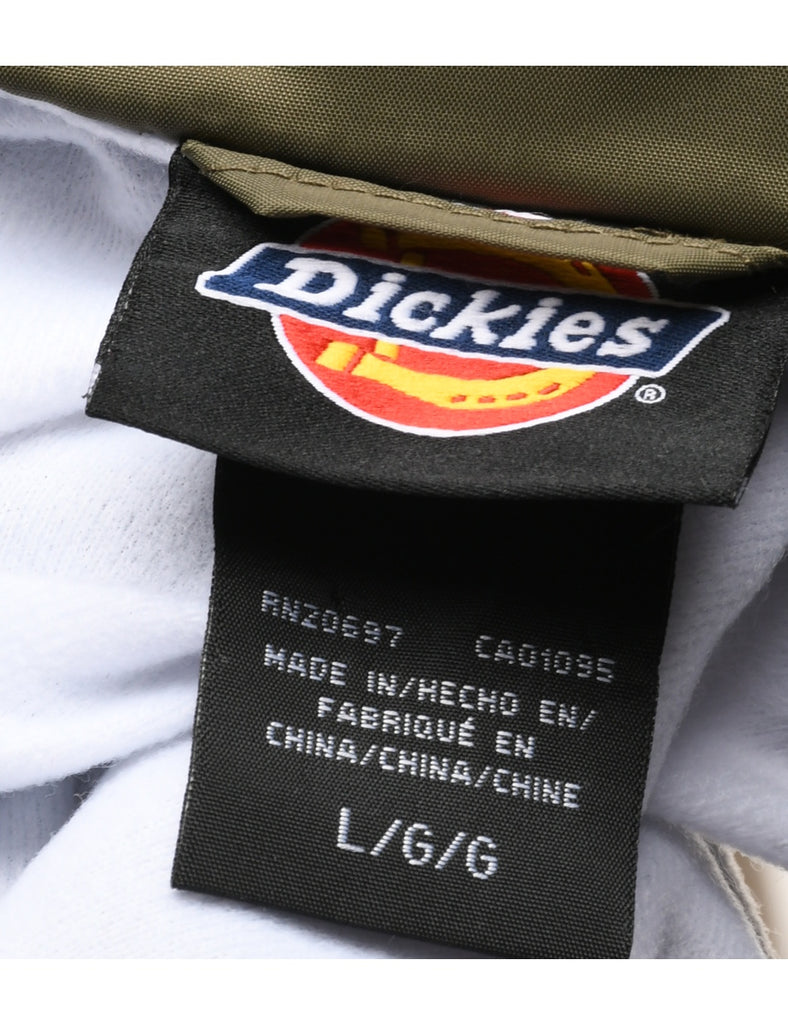 Dickies
®
RN20697 CA01095
MADE IN/HECHO EN/
FABRIQUÉ EN
CHINA/CHINA/CHINE
L/G/G